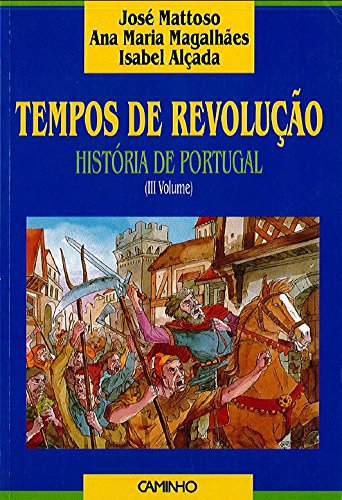 José Mattoso
Ana Maria Magalhães
Isabel Alçada
TEMPOS DE REVOLUÇÃO
HISTÓRIA DE PORTUGAL
(III Volume)
CAMINHO